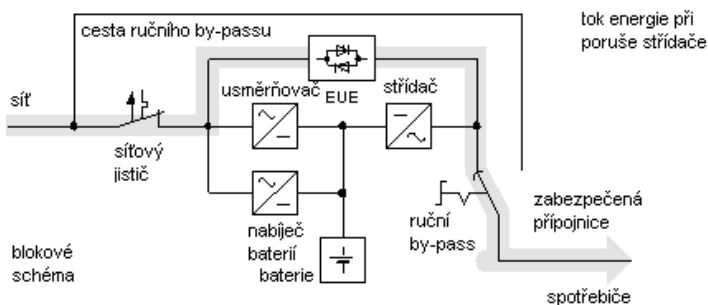 cesta ručního by-passu
tok energie při
poruše střídače
síť
usměrňovač
EUE
střídač
síťový
jistič
nabíječ
baterií
baterie
ruční
by-pass
zabezpečená
přípojnice
blokové
schéma
spotřebiče